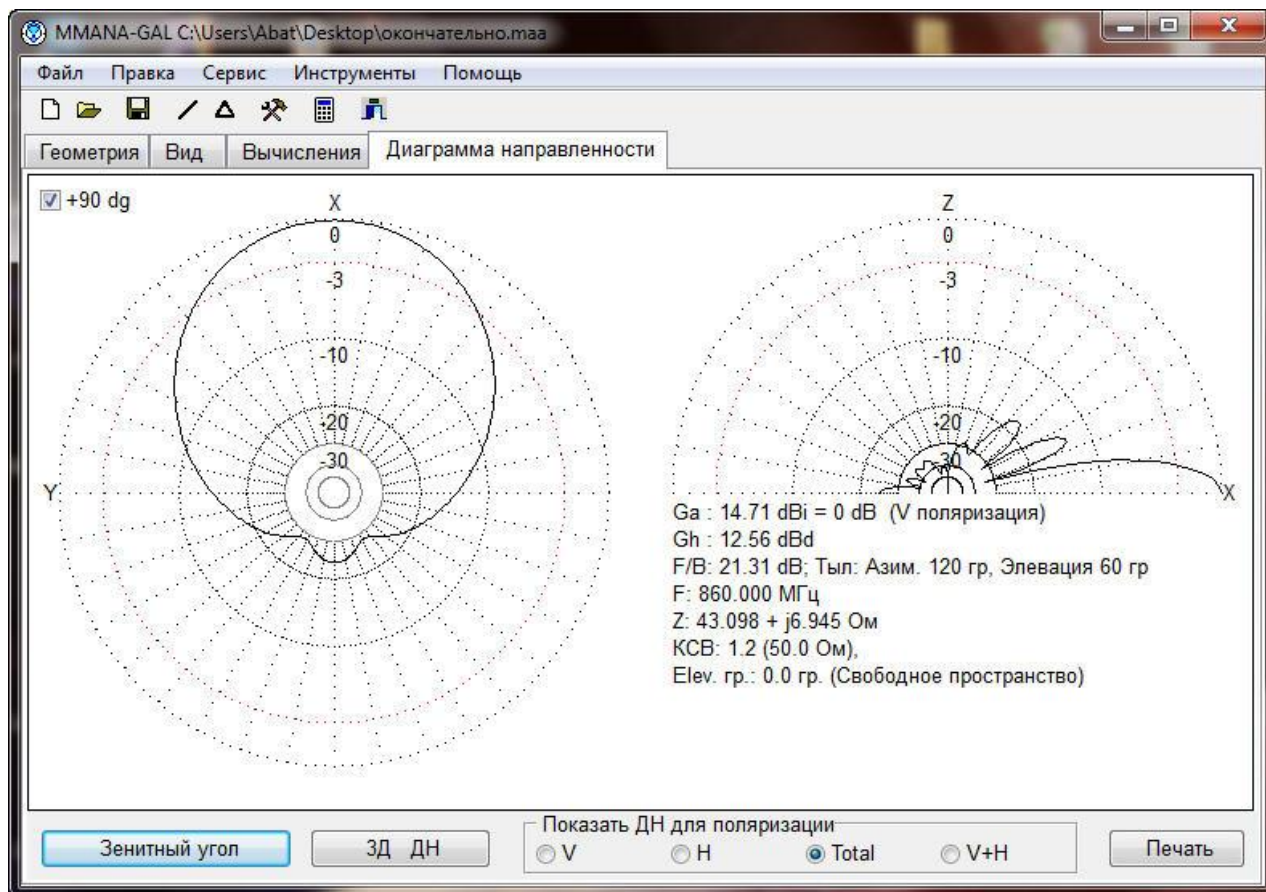 MMANA-GAL C:\Users\Abat\Desktop\окончательно.maa
Файл Правка Сервис Инструменты Помощь
Геометрия Вид Вычисления Диаграмма направленности
+90 dg
X
0
-3
-10
-20
-30
Y
Z
0
-3
-10
-20
-30
X
Ga : 14.71 dBi = 0 dB (V поляризация)
Gh : 12.56 dBd
F/B: 21.31 dB; Тыл: Азим. 120 гр, Элевация 60 гр
F: 860.000 МГц
Z: 43.098 + j6.945 Ом
КСВ: 1.2 (50.0 Ом),
Elev. гр.: 0.0 гр. (Свободное пространство)
Зенитный угол
3Д ДН
Показать ДН для поляризации
V H Total V+H
Печать